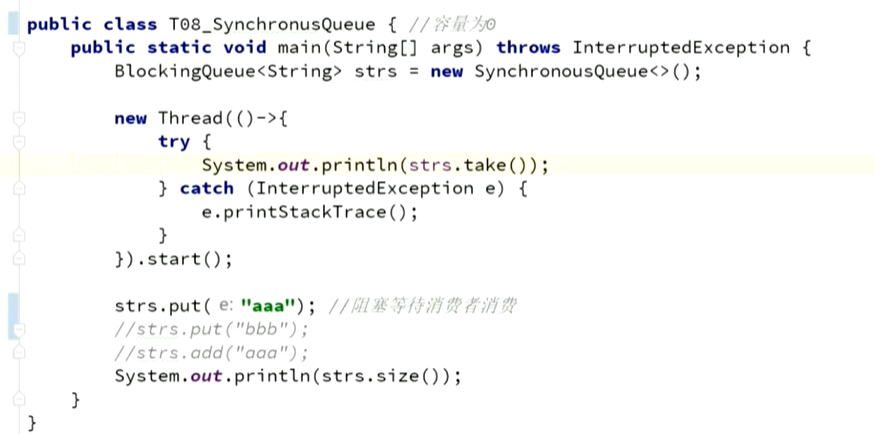 public class T08_SynchronusQueue { //容量为0
    public static void main(String[] args) throws InterruptedException {
        BlockingQueue<String> strs = new SynchronousQueue<>();
        new Thread(()->{
            try {
                System.out.println(strs.take());
            } catch (InterruptedException e) {
                e.printStackTrace();
            }
        }).start();
        strs.put( e: "aaa"); //阻塞等待消费者消费
        //strs.put("bbb");
        //strs.add("aaa");
        System.out.println(strs.size());
    }
}